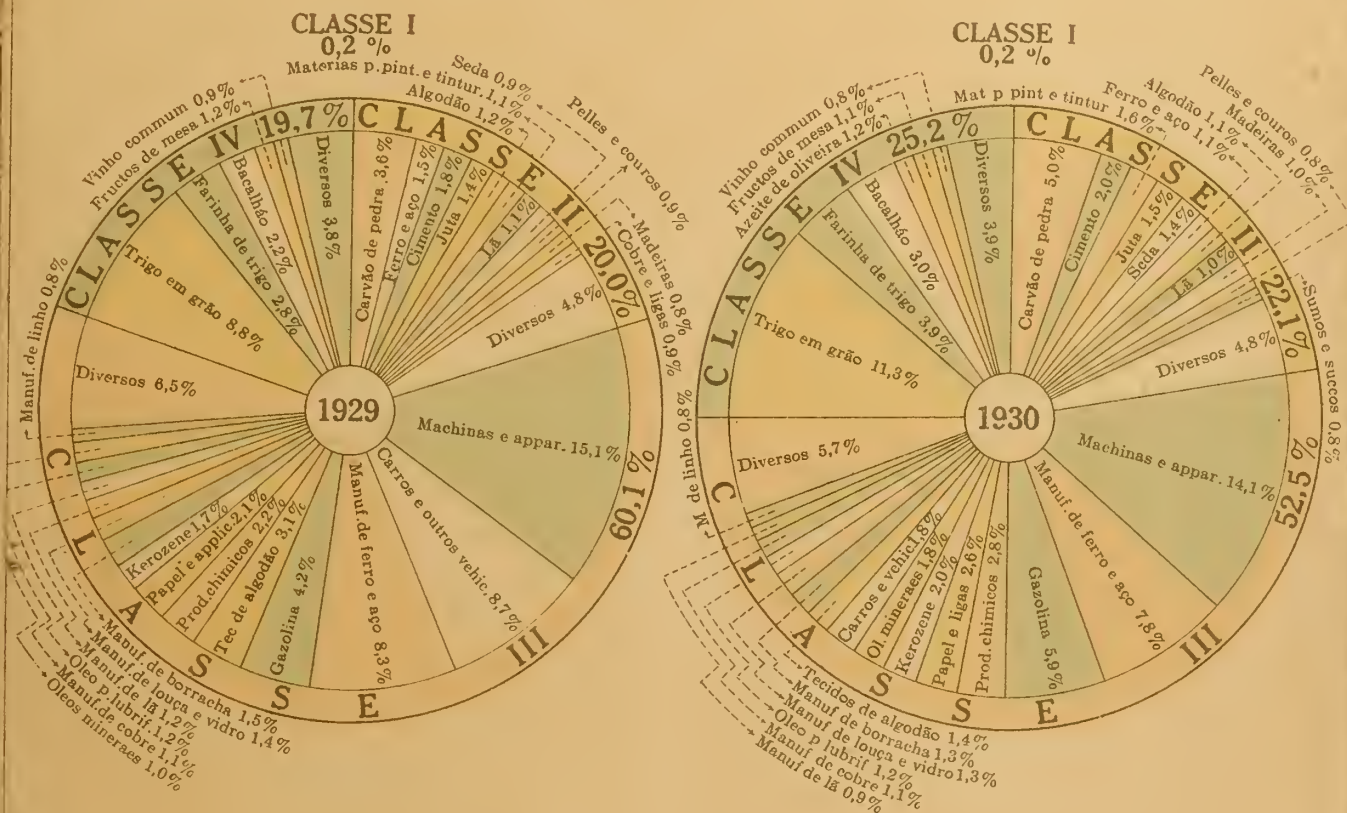 CLASSE I
0,2 %
CLASSE IV 19,7 %
CLASSE II 20,0%
CLASSE III 60,1 %
1929
Carvão de pedra 3,6%
Ferro e aço 1,5%
Cimento 1,8%
Juta 1,4%
Materias p.pint. e tintur. 1,1%
Algodão 1,2%
Seda 0,9%
Lã 1,1%
Pelles e couros 0,9%
Madeiras 0,8%
Cobre e ligas 0,9%
Diversos 4,8%
Machinas e appar. 15,1%
Carros e outros vehic. 8,7%
Manuf. de ferro e aço 8,3%
Gazolina 4,2%
Tec de algodão 3,1%
Prod. chimicos 2,2%
Papel e applic. 2,1%
Kerozene 1,7%
Manuf. de borracha 1,5%
Manuf. de louça e vidro 1,4%
Manuf. de lã 1,2%
Oleo p. lubrif. 1,2%
Manuf. de cobre 1,1%
Oleos mineraes 1,0%
Manuf. de linho 0,8%
Diversos 6,5%
Trigo em grão 8,8%
Farinha de trigo 2,8%
Bacalháo 2,2%
Fructos de mesa 1,2%
Vinho commum 0,9%
Diversos 3,8%
CLASSE I
0,2 %
CLASSE IV 25,2 %
CLASSE II 22,1%
CLASSE III 52,5 %
1930
Carvão de pedra 5,0%
Cimento 2,0%
Mat p pint e tintur 1,6%
Juta 1,5%
Seda 1,4%
Ferro e aço 1,1%
Algodão 1,1%
Lã 1,0%
Madeiras 1,0%
Pelles e couros 0,8%
Sumos e succos 0,8%
Diversos 4,8%
Machinas e appar. 14,1%
Manuf. de ferro e aço 7,8%
Gazolina 5,9%
Prod. chimicos 2,8%
Papel e ligas 2,6%
Kerozene 2,0%
Ol. mineraes 1,8%
Carros e vehic. 1,8%
Tecidos de algodão 1,4%
Manuf de borracha 1,3%
Manuf de louça e vidro 1,3%
Oleo p lubrif 1,2%
Manuf de cobre 1,1%
Manuf de lã 0,9%
M de linho 0,8%
Diversos 5,7%
Trigo em grão 11,3%
Farinha de trigo 3,9%
Bacalháo 3,0%
Azeite de oliveira 1,2%
Fructos de mesa 1,1%
Vinho commum 0,8%
Diversos 3,9%